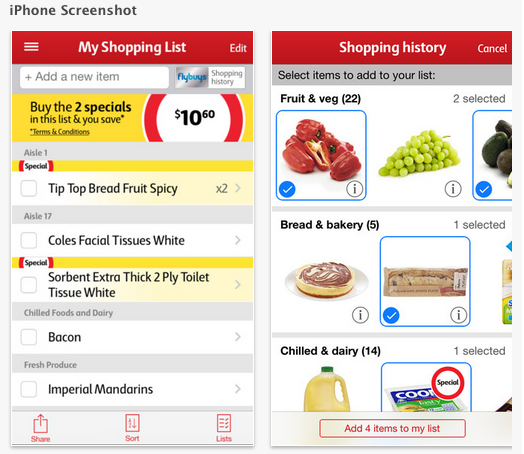 iPhone Screenshot
My Shopping List
Edit
+ Add a new item
flybuys
Shopping
history
Buy the 2 specials
in this list & you save*
*Terms & Conditions
$10 60
Aisle 1
Special
Tip Top Bread Fruit Spicy
x2
Aisle 17
Coles Facial Tissues White
Special
Sorbent Extra Thick 2 Ply Toilet
Tissue White
Chilled Foods and Dairy
Bacon
Fresh Produce
Imperial Mandarins
Share
Sort
Lists
Shopping history
Cancel
Select items to add to your list:
Fruit & veg (22)
2 selected
Bread & bakery (5)
1 selected
Chilled & dairy (14)
1 selected
Special
Add 4 items to my list